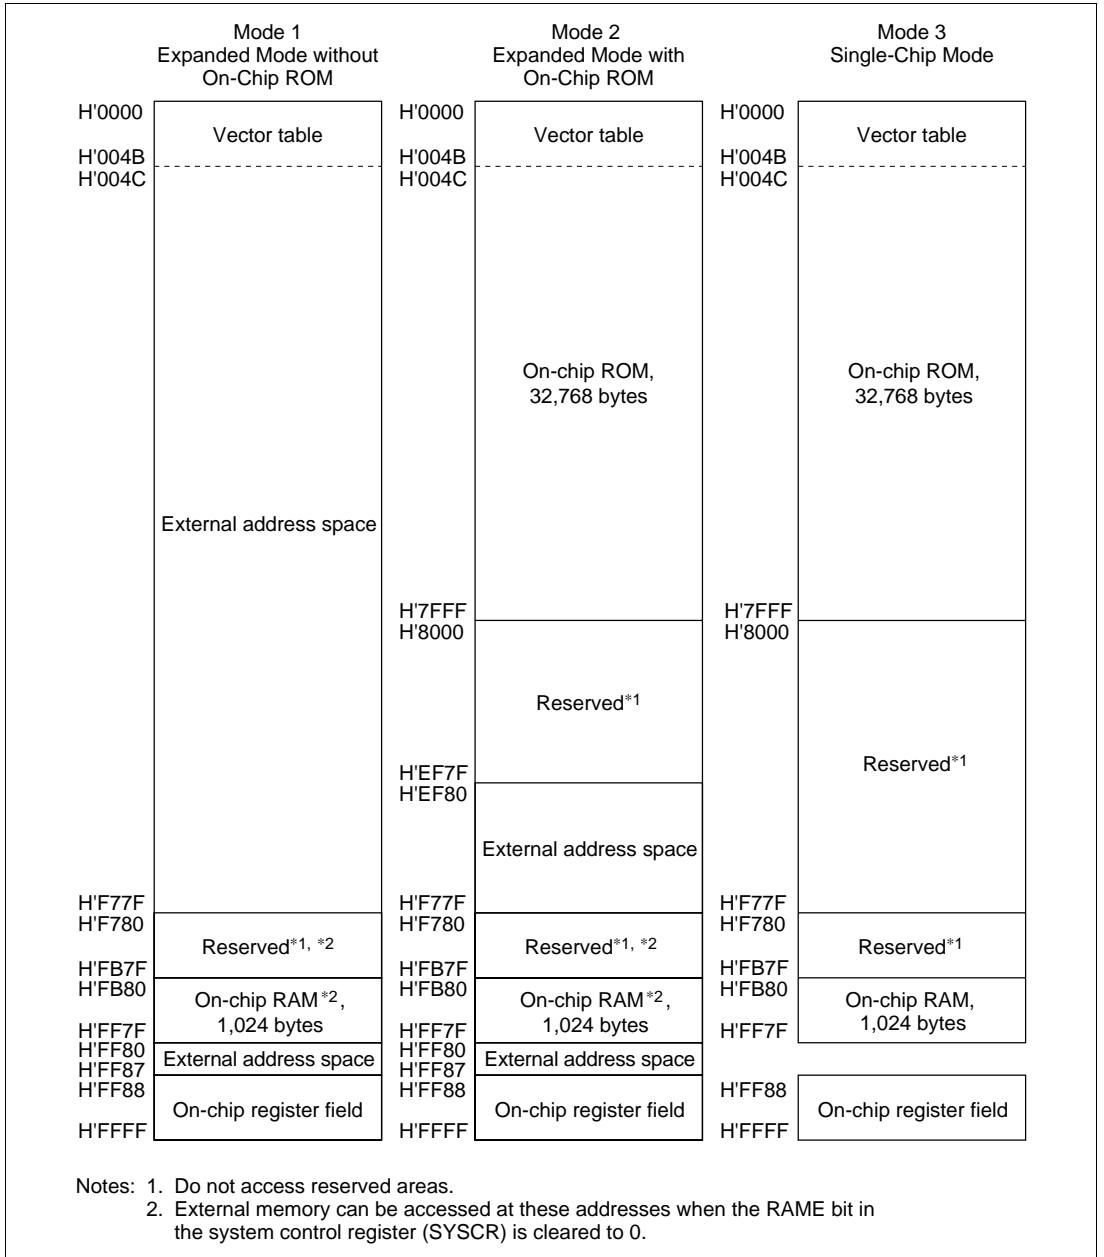 Mode 1
Expanded Mode without
On-Chip ROM
H'0000
Vector table
H'004B
H'004C
External address space
H'F77F
H'F780
Reserved*1, *2
H'FB7F
H'FB80
On-chip RAM*2,
1,024 bytes
H'FF7F
H'FF80
External address space
H'FF87
H'FF88
On-chip register field
H'FFFF
Mode 2
Expanded Mode with
On-Chip ROM
H'0000
Vector table
H'004B
H'004C
On-chip ROM,
32,768 bytes
H'7FFF
H'8000
Reserved*1
H'EF7F
H'EF80
External address space
H'F77F
H'F780
Reserved*1, *2
H'FB7F
H'FB80
On-chip RAM*2,
1,024 bytes
H'FF7F
H'FF80
External address space
H'FF87
H'FF88
On-chip register field
H'FFFF
Mode 3
Single-Chip Mode
H'0000
Vector table
H'004B
H'004C
On-chip ROM,
32,768 bytes
H'7FFF
H'8000
Reserved*1
H'F77F
H'F780
Reserved*1
H'FB7F
H'FB80
On-chip RAM,
1,024 bytes
H'FF7F
H'FF88
On-chip register field
H'FFFF
Notes: 1. Do not access reserved areas.
2. External memory can be accessed at these addresses when the RAME bit in
the system control register (SYSCR) is cleared to 0.